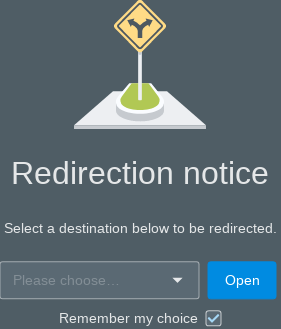 Redirection notice
Select a destination below to be redirected.
Please choose...
Open
Remember my choice